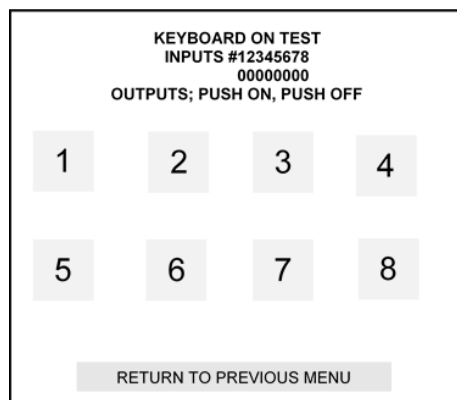 KEYBOARD ON TEST
INPUTS #12345678
00000000
OUTPUTS; PUSH ON, PUSH OFF
1 2 3 4
5 6 7 8
RETURN TO PREVIOUS MENU